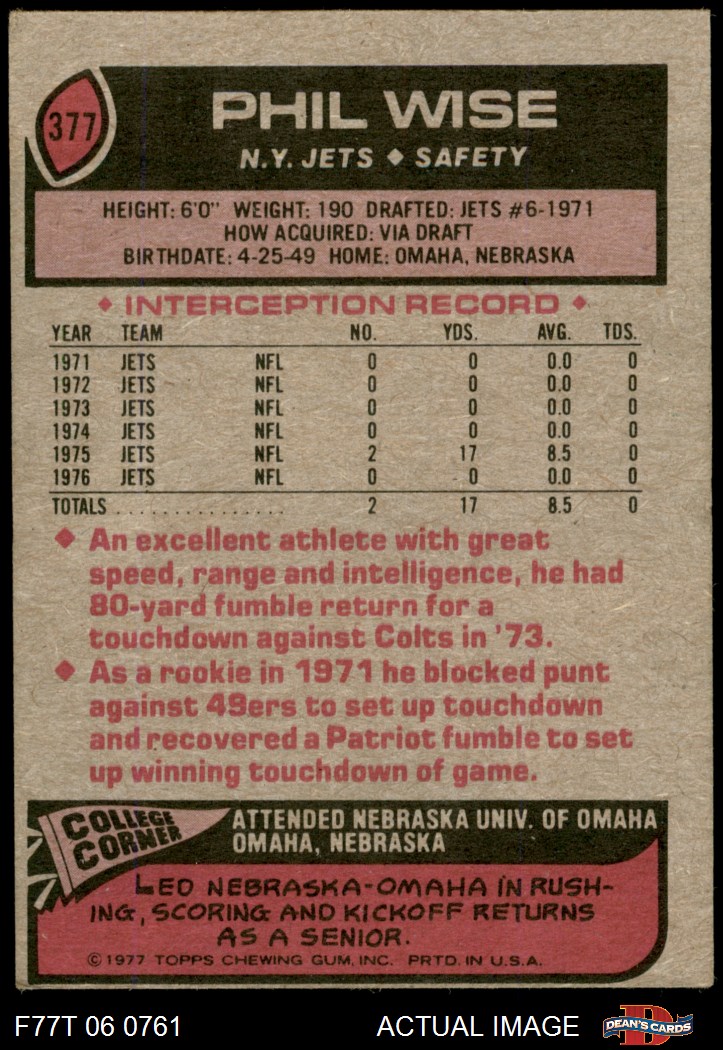 377
PHIL WISE
N.Y. JETS ◆ SAFETY
HEIGHT: 6'0" WEIGHT: 190 DRAFTED: JETS #6-1971
HOW ACQUIRED: VIA DRAFT
BIRTHDATE: 4-25-49 HOME: OMAHA, NEBRASKA
◆ INTERCEPTION RECORD ◆
YEAR TEAM NO. YDS. AVG. TDS.
1971 JETS NFL 0 0 0.0 0
1972 JETS NFL 0 0 0.0 0
1973 JETS NFL 0 0 0.0 0
1974 JETS NFL 0 0 0.0 0
1975 JETS NFL 2 17 8.5 0
1976 JETS NFL 0 0 0.0 0
TOTALS . . . . . . . . . . . . . . . 2 17 8.5 0
◆ An excellent athlete with great
speed, range and intelligence, he had
80-yard fumble return for a
touchdown against Colts in '73.
◆ As a rookie in 1971 he blocked punt
against 49ers to set up touchdown
and recovered a Patriot fumble to set
up winning touchdown of game.
COLLEGE
CORNER
ATTENDED NEBRASKA UNIV. OF OMAHA
OMAHA, NEBRASKA
LED NEBRASKA-OMAHA IN RUSH-
ING, SCORING AND KICKOFF RETURNS
AS A SENIOR.
© 1977 TOPPS CHEWING GUM, INC. PRTD. IN U.S.A.
F77T 06 0761 ACTUAL IMAGE
D
DEAN'S CARDS